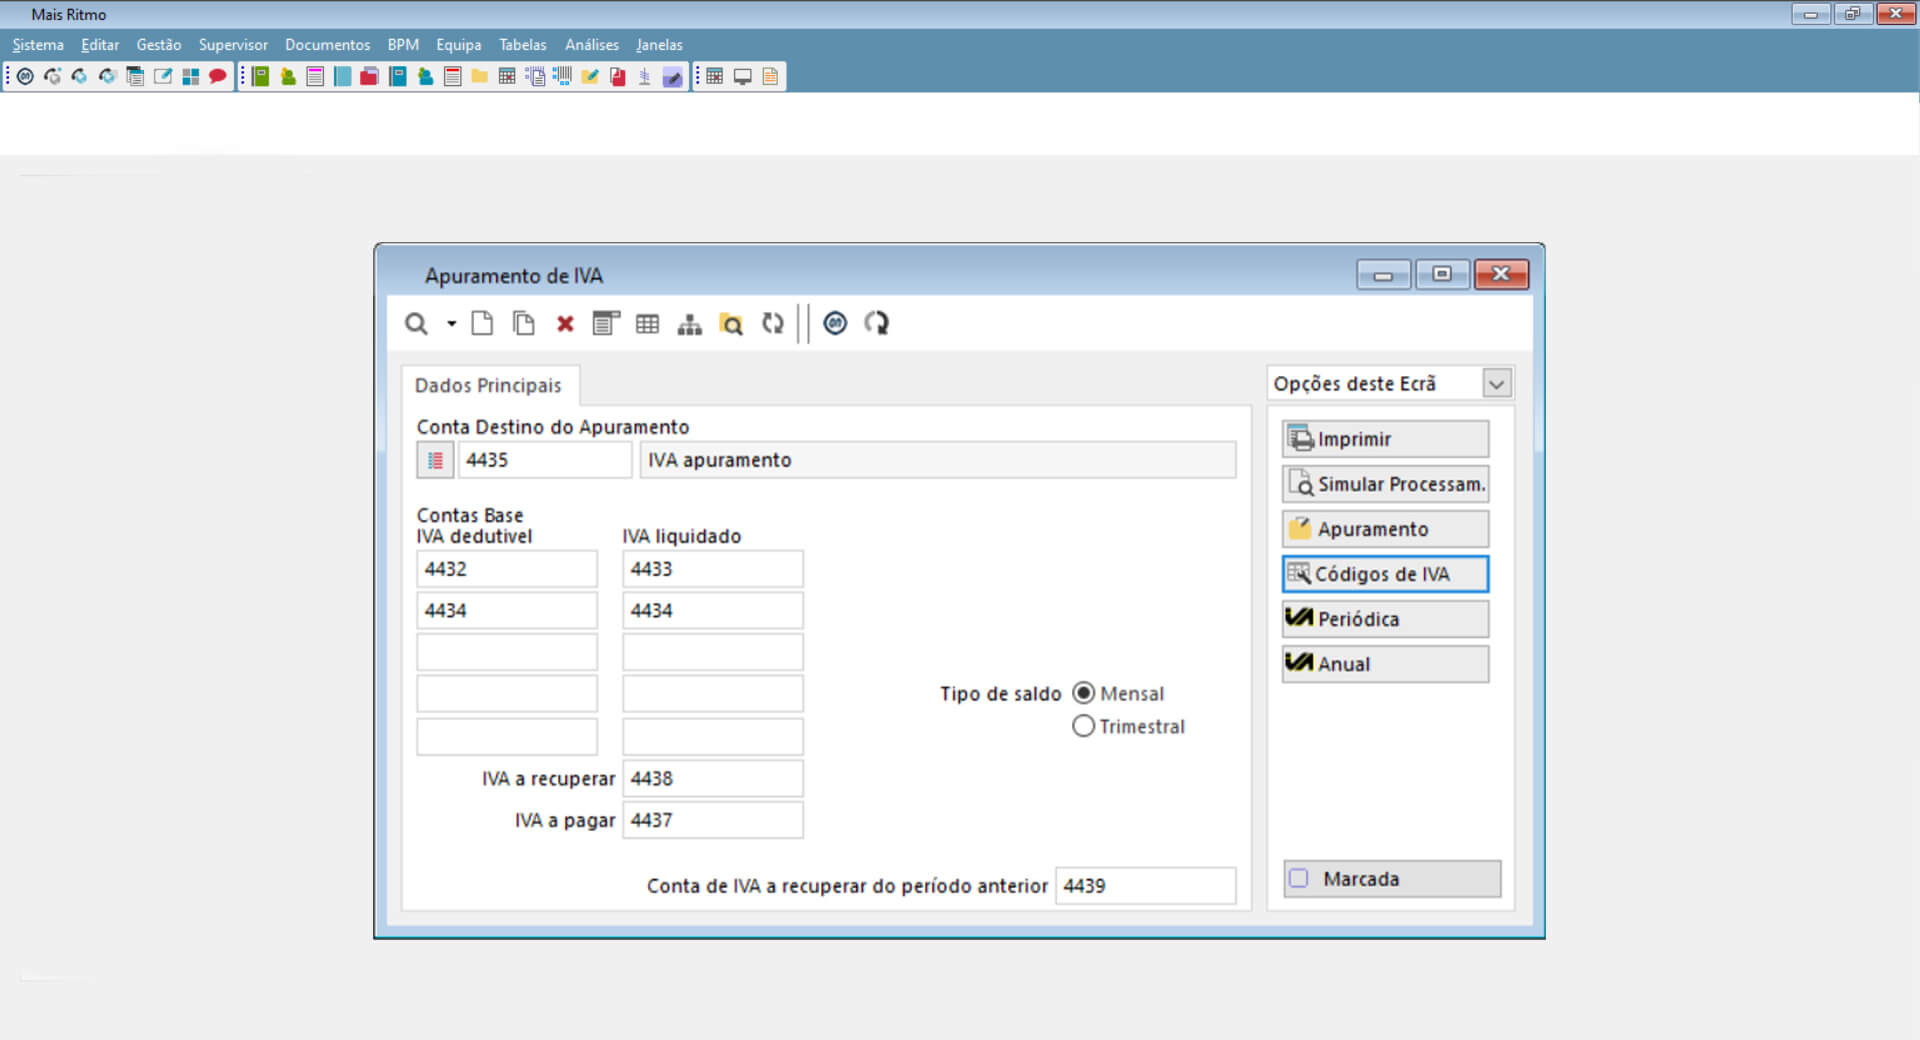 Mais Ritmo
Sistema Editar Gestão Supervisor Documentos BPM Equipa Tabelas Análises Janelas
Apuramento de IVA
Dados Principais
Opções deste Ecrã
Conta Destino do Apuramento
4435 IVA apuramento
Contas Base
IVA dedutivel IVA liquidado
4432 4433
4434 4434
Tipo de saldo Mensal
Trimestral
IVA a recuperar 4438
IVA a pagar 4437
Conta de IVA a recuperar do período anterior 4439
Imprimir
Simular Processam.
Apuramento
Códigos de IVA
Periódica
Anual
Marcada